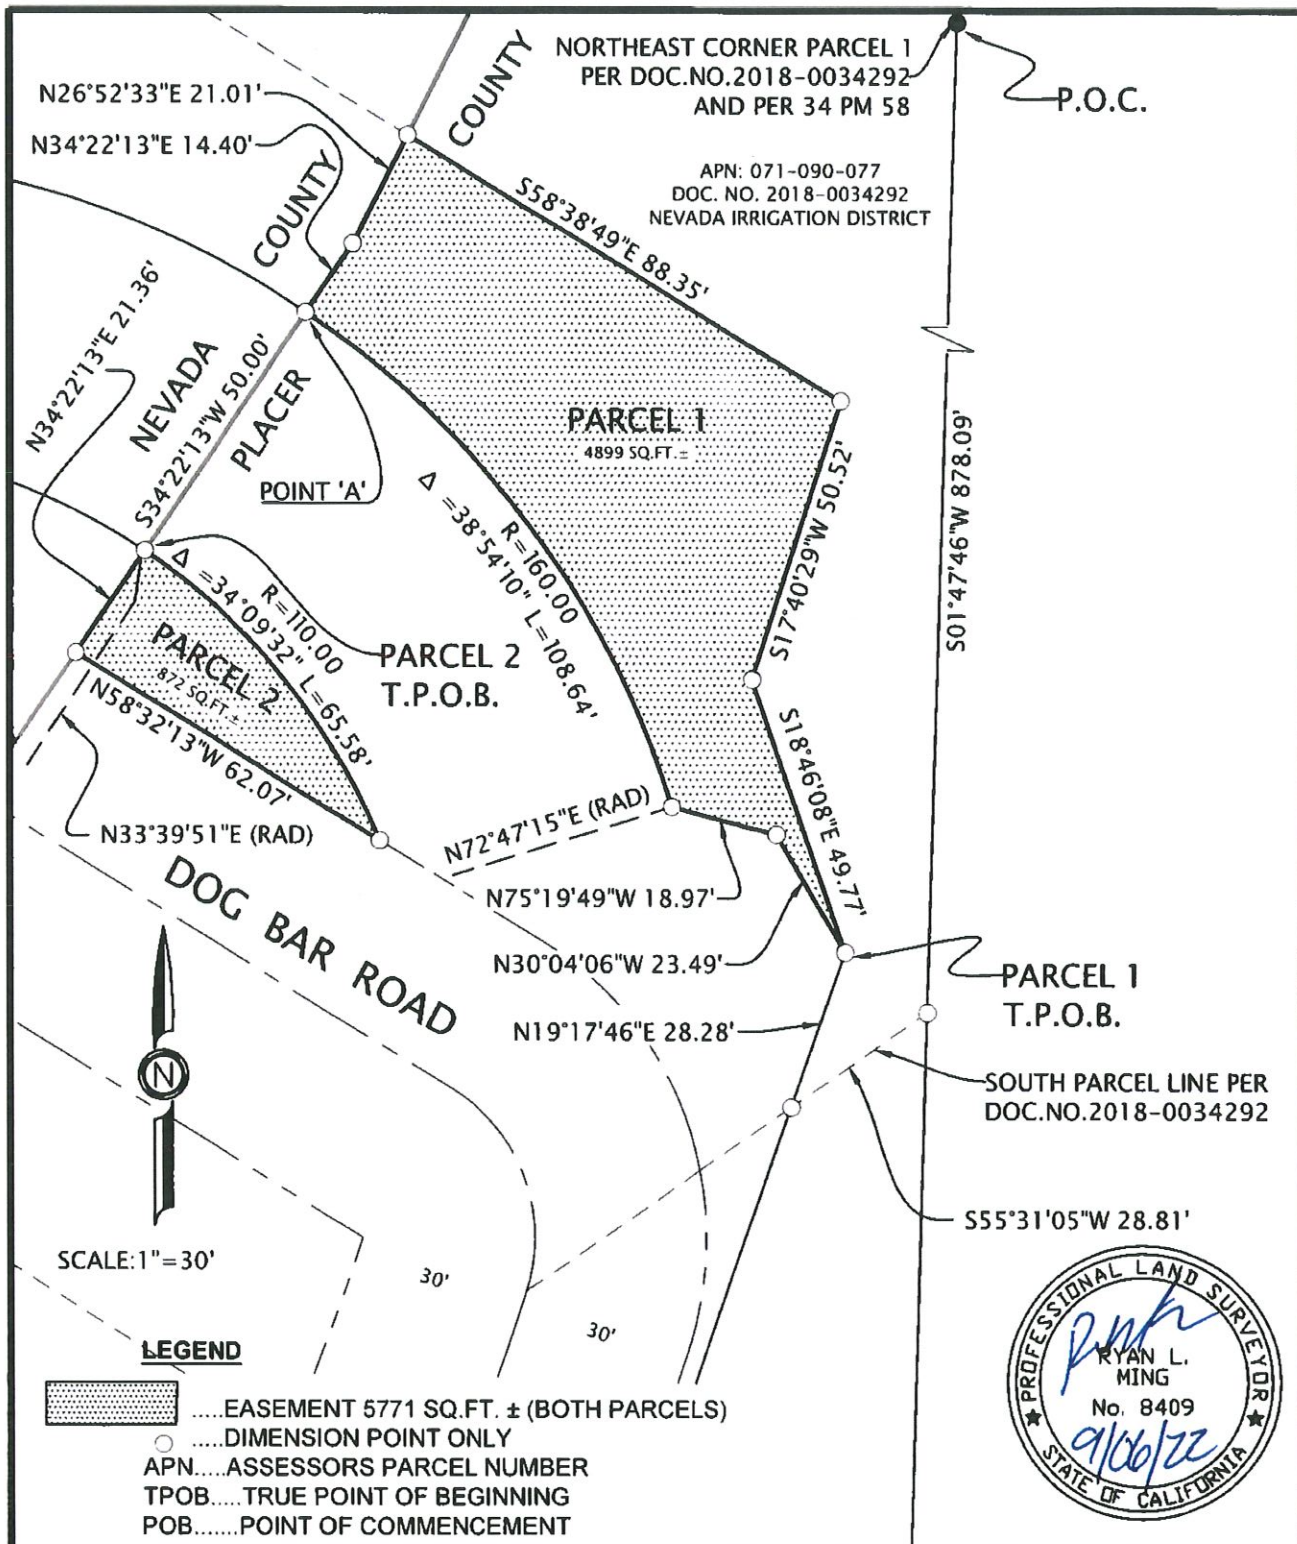 NORTHEAST CORNER PARCEL 1
PER DOC.NO.2018-0034292
AND PER 34 PM 58
P.O.C.
N26°52'33"E 21.01'
N34°22'13"E 14.40'
COUNTY
COUNTY
APN: 071-090-077
DOC. NO. 2018-0034292
NEVADA IRRIGATION DISTRICT
S58°38'49"E 88.35'
N34°22'13"E 21.36'
NEVADA
PLACER
S34°22'13"W 50.00'
POINT 'A'
PARCEL 1
4899 SQ.FT.±
S17°40'29"W 50.52'
S01°47'46"W 878.09'
R=160.00
Δ =38°54'10" L=108.64'
R=110.00
Δ =34°09'32" L=65.58'
PARCEL 2
872 SQ.FT.±
PARCEL 2
T.P.O.B.
N58°32'13"W 62.07'
S18°46'08"E 49.77'
N33°39'51"E (RAD)
N72°47'15"E (RAD)
N75°19'49"W 18.97'
DOG BAR ROAD
N30°04'06"W 23.49'
PARCEL 1
T.P.O.B.
N19°17'46"E 28.28'
SOUTH PARCEL LINE PER
DOC.NO.2018-0034292
N
S55°31'05"W 28.81'
SCALE:1"=30'
30'
30'
LEGEND
.....EASEMENT 5771 SQ.FT. ± (BOTH PARCELS)
.....DIMENSION POINT ONLY
APN.....ASSESSORS PARCEL NUMBER
TPOB.....TRUE POINT OF BEGINNING
POB.......POINT OF COMMENCEMENT
PROFESSIONAL LAND SURVEYOR
RYAN L.
MING
No. 8409
9/06/22
STATE OF CALIFORNIA